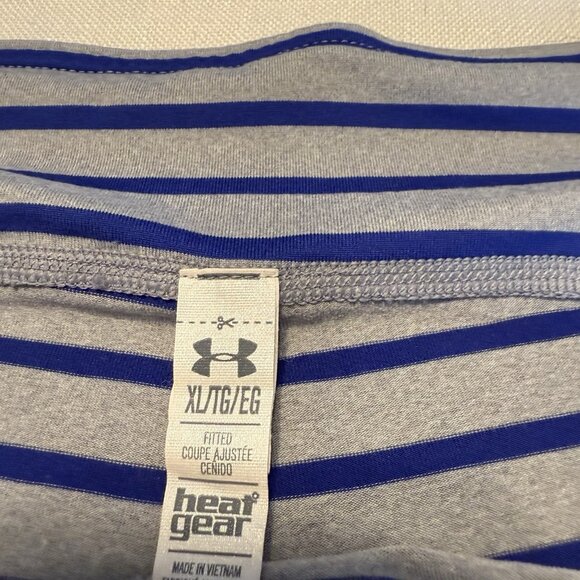 XL/TG/EG
FITTED
COUPE AJUSTÉE
CEÑIDO
heat
gear
MADE IN VIETNAM